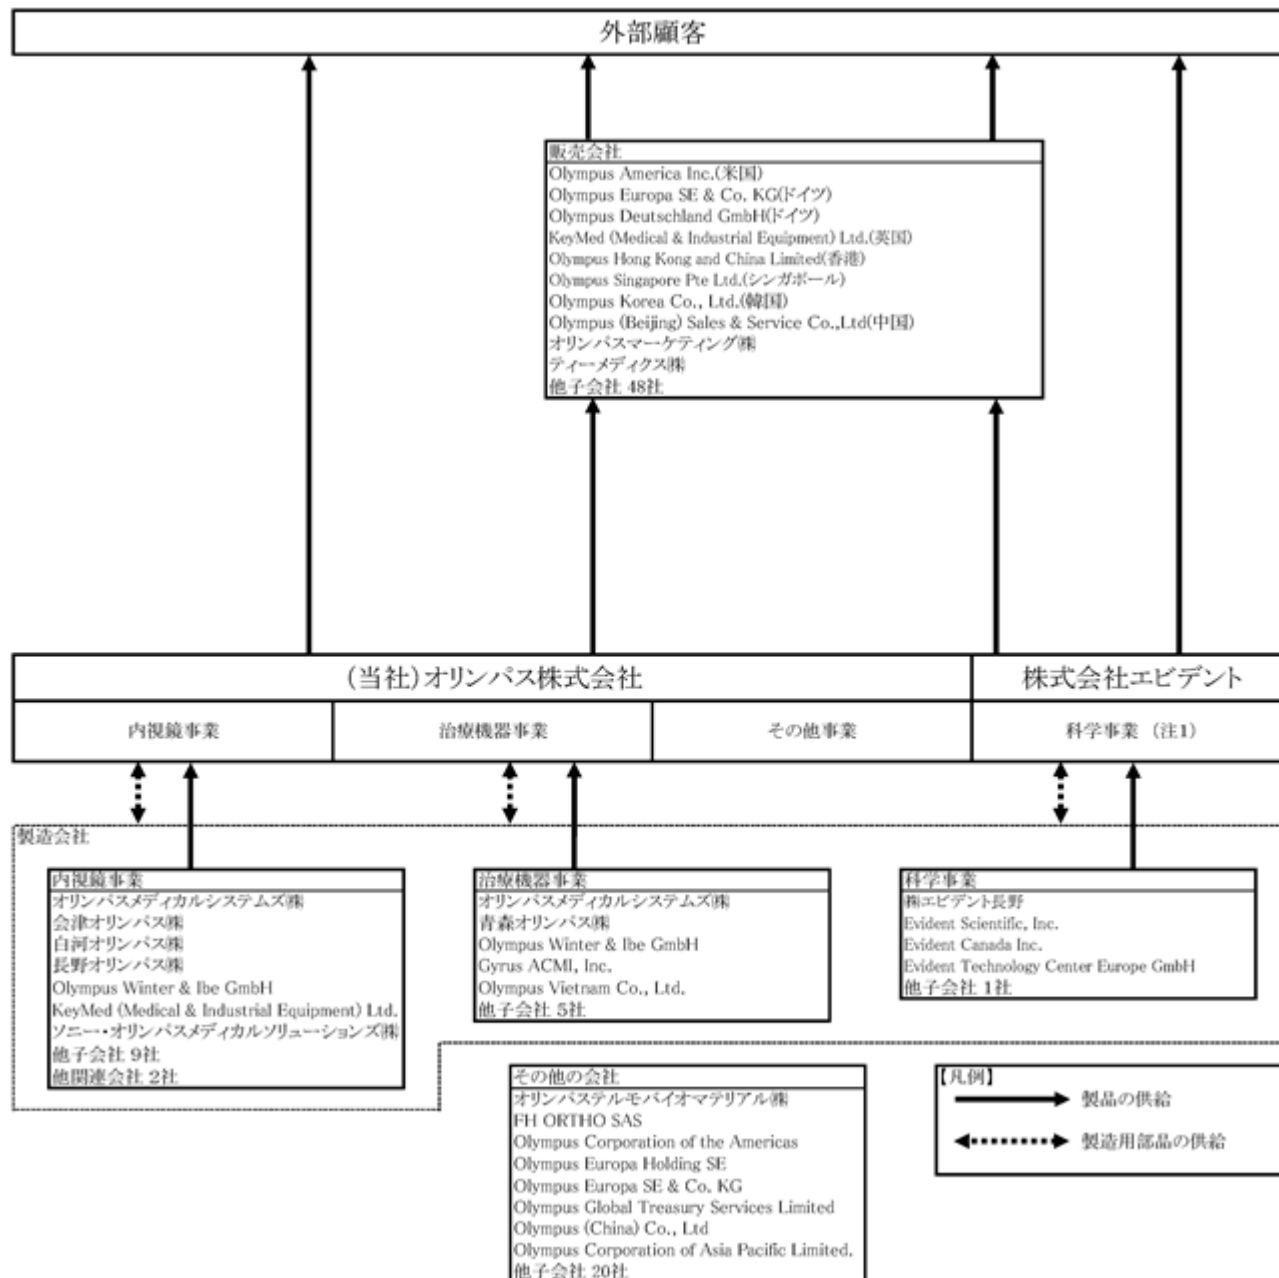 外部顧客
販売会社
Olympus America Inc.(米国)
Olympus Europa SE & Co. KG(ドイツ)
Olympus Deutschland GmbH(ドイツ)
KeyMed (Medical & Industrial Equipment) Ltd.(英国)
Olympus Hong Kong and China Limited(香港)
Olympus Singapore Pte Ltd.(シンガポール)
Olympus Korea Co., Ltd.(韓国)
Olympus (Beijing) Sales & Service Co.,Ltd(中国)
オリンパスマーケティング㈱
ティーメディクス㈱
他子会社 48社
(当社)オリンパス株式会社
株式会社エビデント
内視鏡事業
治療機器事業
その他事業
科学事業 (注1)
製造会社
内視鏡事業
オリンパスメディカルシステムズ㈱
会津オリンパス㈱
白河オリンパス㈱
長野オリンパス㈱
Olympus Winter & Ibe GmbH
KeyMed (Medical & Industrial Equipment) Ltd.
ソニー・オリンパスメディカルソリューションズ㈱
他子会社 9社
他関連会社 2社
治療機器事業
オリンパスメディカルシステムズ㈱
青森オリンパス㈱
Olympus Winter & Ibe GmbH
Gyrus ACMI, Inc.
Olympus Vietnam Co., Ltd.
他子会社 5社
科学事業
㈱エビデント長野
Evident Scientific, Inc.
Evident Canada Inc.
Evident Technology Center Europe GmbH
他子会社 1社
その他の会社
オリンパステルモバイオマテリアル㈱
FH ORTHO SAS
Olympus Corporation of the Americas
Olympus Europa Holding SE
Olympus Europa SE & Co. KG
Olympus Global Treasury Services Limited
Olympus (China) Co., Ltd
Olympus Corporation of Asia Pacific Limited.
他子会社 20社
【凡例】
製品の供給
製造用部品の供給